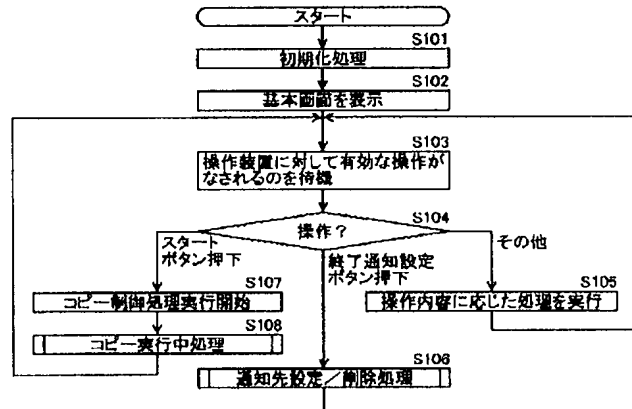 スタート
S101
初期化処理
S102
基本画面を表示
S103
操作装置に対して有効な操作が
なされるのを待機
S104
操作？
スタート
ボタン押下
終了通知設定
ボタン押下
その他
S107
コピー制御処理実行開始
S105
操作内容に応じた処理を実行
S108
コピー実行中処理
S106
通知先設定／削除処理